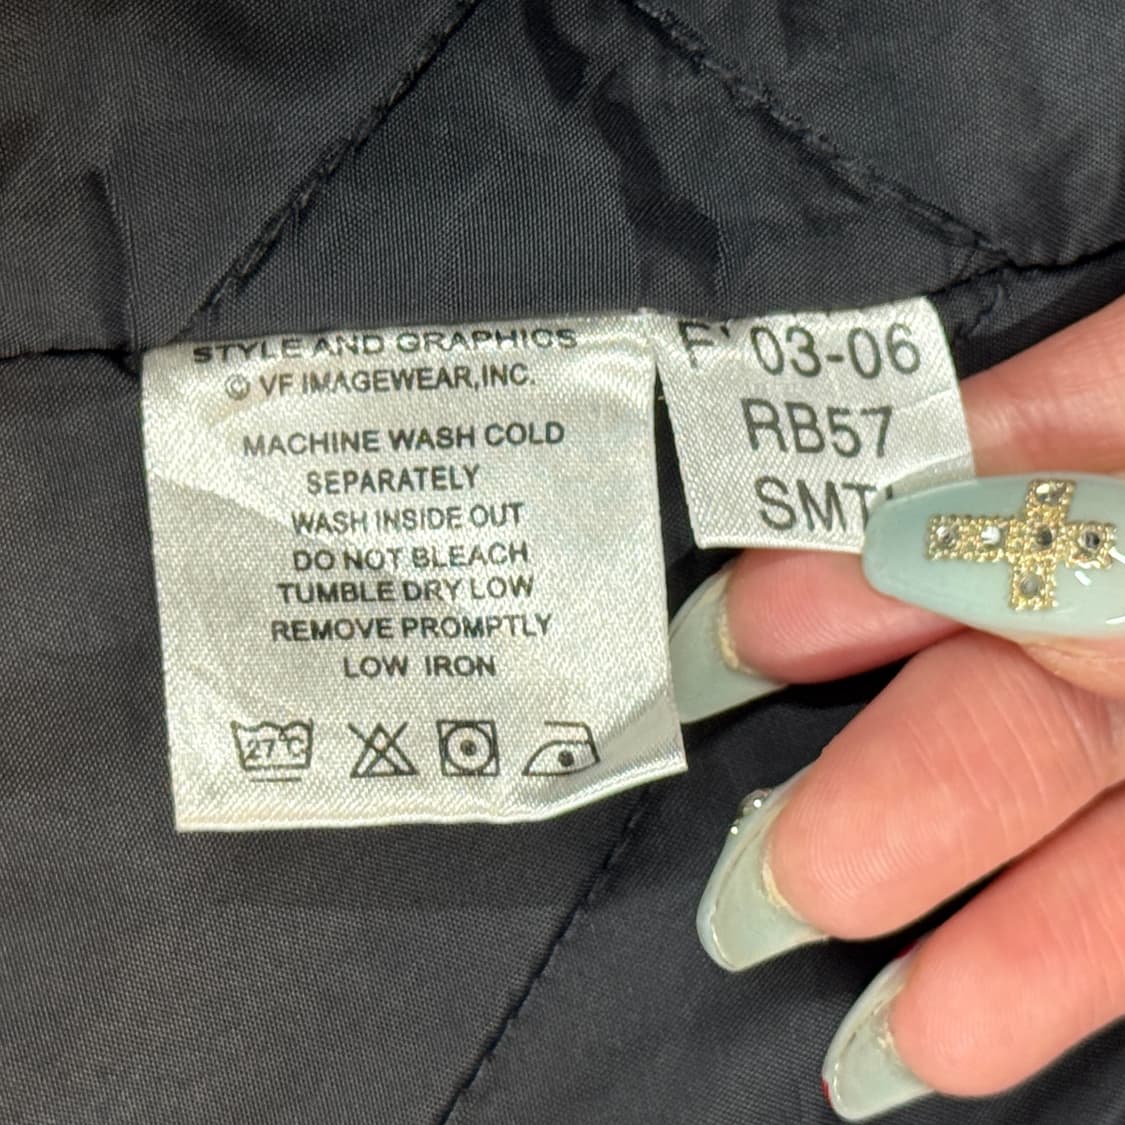 STYLE AND GRAPHICS
© VF IMAGEWEAR,INC.
MACHINE WASH COLD
SEPARATELY
WASH INSIDE OUT
DO NOT BLEACH
TUMBLE DRY LOW
REMOVE PROMPTLY
LOW IRON
27°C
03-06
RB57